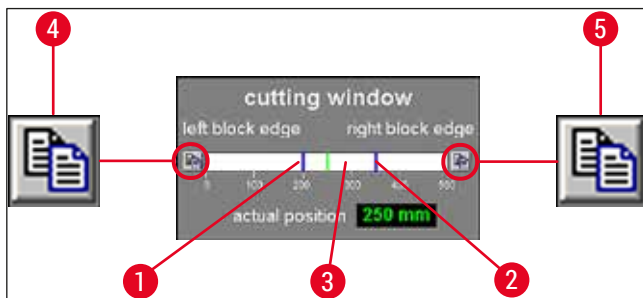 4
5
cutting window
left block edge right block edge
0 100 200 300 400 500
actual position 250 mm
1
3
2